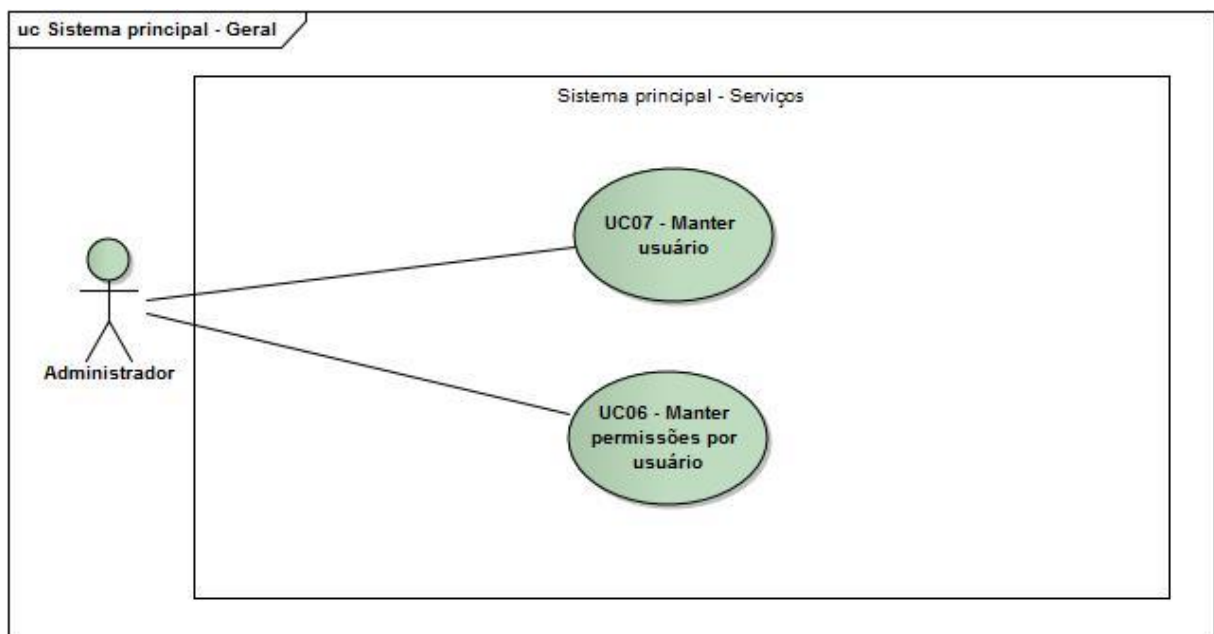 uc Sistema principal - Geral
Sistema principal - Serviços
UC07 - Manter
usuário
Administrador
UC06 - Manter
permissões por
usuário